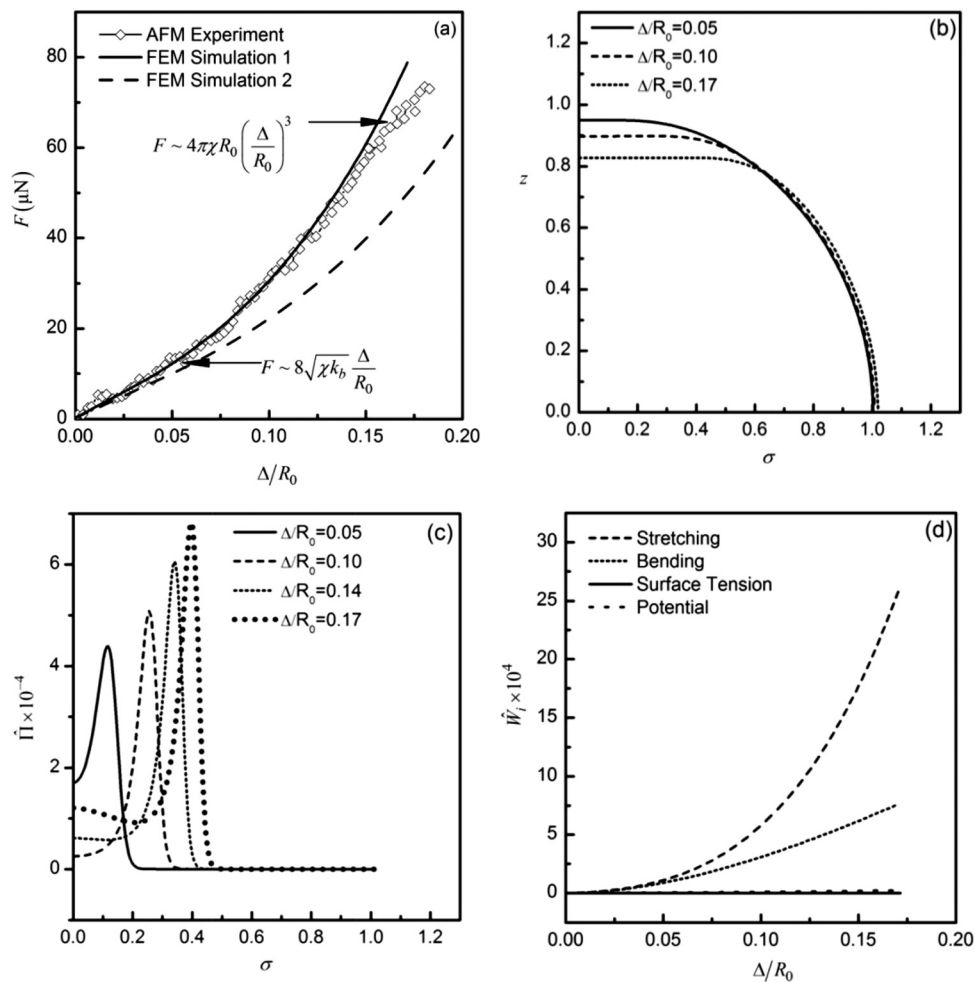 (a)
AFM Experiment
FEM Simulation 1
FEM Simulation 2
F ~ 4πχR₀(Δ/R₀)³
F ~ 8√(χk_b) Δ/R₀
F(μN)
80
60
40
20
0
0.00 0.05 0.10 0.15 0.20
Δ/R₀
(b)
Δ/R₀=0.05
Δ/R₀=0.10
Δ/R₀=0.17
z
1.2
1.0
0.8
0.6
0.4
0.2
0.0
0.0 0.2 0.4 0.6 0.8 1.0 1.2
σ
(c)
Δ/R₀=0.05
Δ/R₀=0.10
Δ/R₀=0.14
Δ/R₀=0.17
Π̂×10⁻⁴
6
4
2
0
0.0 0.2 0.4 0.6 0.8 1.0 1.2
σ
(d)
Stretching
Bending
Surface Tension
Potential
Ŵᵢ×10⁴
30
25
20
15
10
5
0
0.00 0.05 0.10 0.15 0.20
Δ/R₀